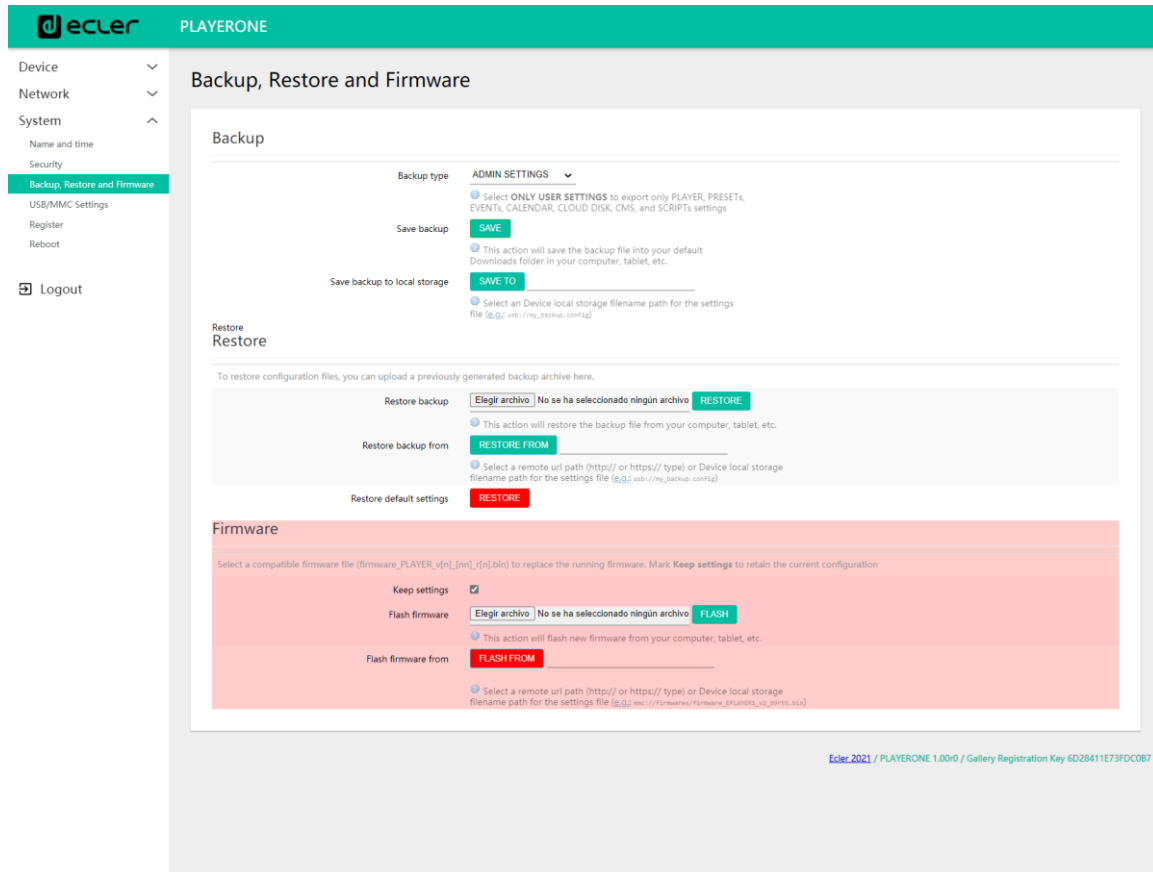 ecler
PLAYERONE
Device
Network
System
Name and time
Security
Backup, Restore and Firmware
USB/MMC Settings
Register
Reboot
Logout
Backup, Restore and Firmware
Backup
Backup type
ADMIN SETTINGS
Select ONLY USER SETTINGS to export only PLAYER, PRESETs,
EVENTs, CALENDAR, CLOUD DISK, CMS, and SCRIPTs settings
Save backup
SAVE
This action will save the backup file into your default
Downloads folder in your computer, tablet, etc.
Save backup to local storage
SAVE TO
Select an Device local storage filename path for the settings
file (e.g.: usb://my_backup.config)
Restore
Restore
To restore configuration files, you can upload a previously generated backup archive here.
Restore backup
Elegir archivo No se ha seleccionado ningún archivo RESTORE
This action will restore the backup file from your computer, tablet, etc.
Restore backup from
RESTORE FROM
Select a remote url path (http:// or https:// type) or Device local storage
filename path for the settings file (e.g.: usb://my_backup.config)
Restore default settings
RESTORE
Firmware
Select a compatible firmware file (firmware_PLAYER_v[n]_[nn]_r[n].bin) to replace the running firmware. Mark Keep settings to retain the current configuration
Keep settings
Flash firmware
Elegir archivo No se ha seleccionado ningún archivo FLASH
This action will flash new firmware from your computer, tablet, etc.
Flash firmware from
FLASH FROM
Select a remote url path (http:// or https:// type) or Device local storage
filename path for the settings file (e.g.:
Ecler 2021 / PLAYERONE 1.00r0 / Gallery Registration Key 6D28411E73FDC0B7